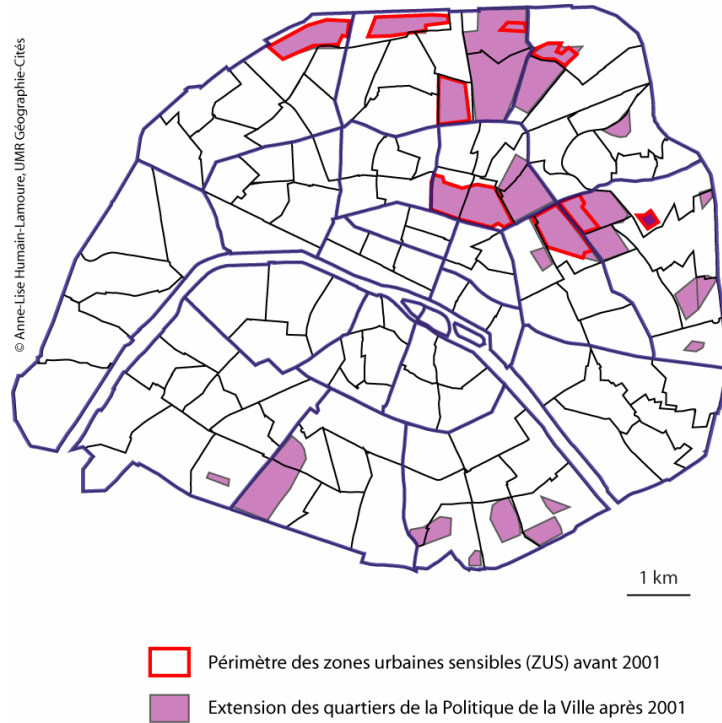 © Anne-Lise Humain-Lamoure, UMR Géographie-Cités
1 km
Périmètre des zones urbaines sensibles (ZUS) avant 2001
Extension des quartiers de la Politique de la Ville après 2001